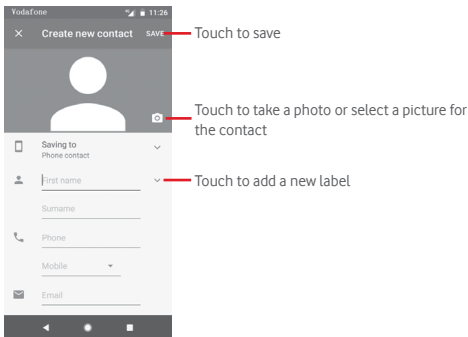 Vodafone 11:26
Create new contact SAVE
Touch to save
Touch to take a photo or select a picture for
the contact
Saving to
Phone contact
First name
Touch to add a new label
Surname
Phone
Mobile
Email